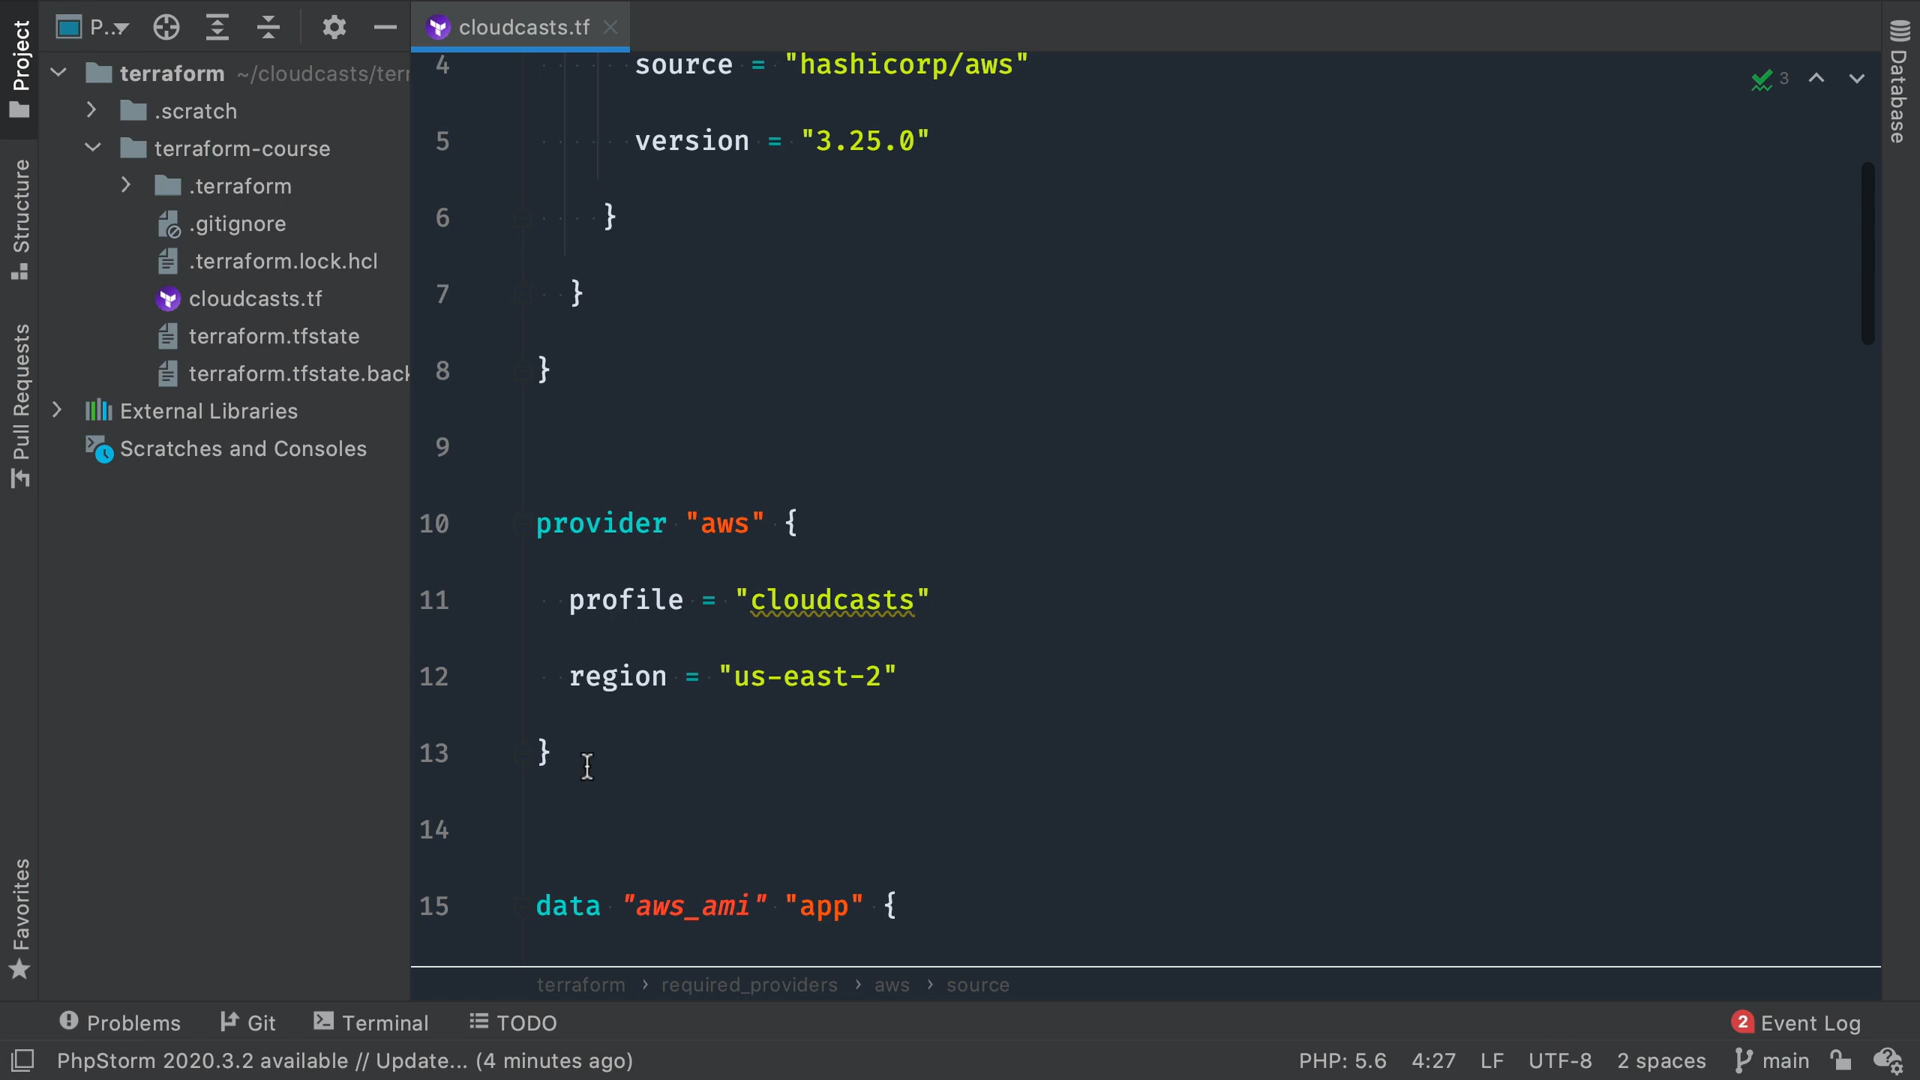 Project
P..
cloudcasts.tf
terraform ~/cloudcasts/terr
.scratch
terraform-course
.terraform
.gitignore
.terraform.lock.hcl
cloudcasts.tf
terraform.tfstate
terraform.tfstate.back
External Libraries
Scratches and Consoles
Structure
Pull Requests
Favorites
4 source = "hashicorp/aws"
5 version = "3.25.0"
6 }
7 }
8 }
9
10 provider "aws" {
11 profile = "cloudcasts"
12 region = "us-east-2"
13 }
14
15 data "aws_ami" "app" {
3
Database
terraform › required_providers › aws › source
Problems Git Terminal TODO
2 Event Log
PhpStorm 2020.3.2 available // Update... (4 minutes ago)
PHP: 5.6 4:27 LF UTF-8 2 spaces main